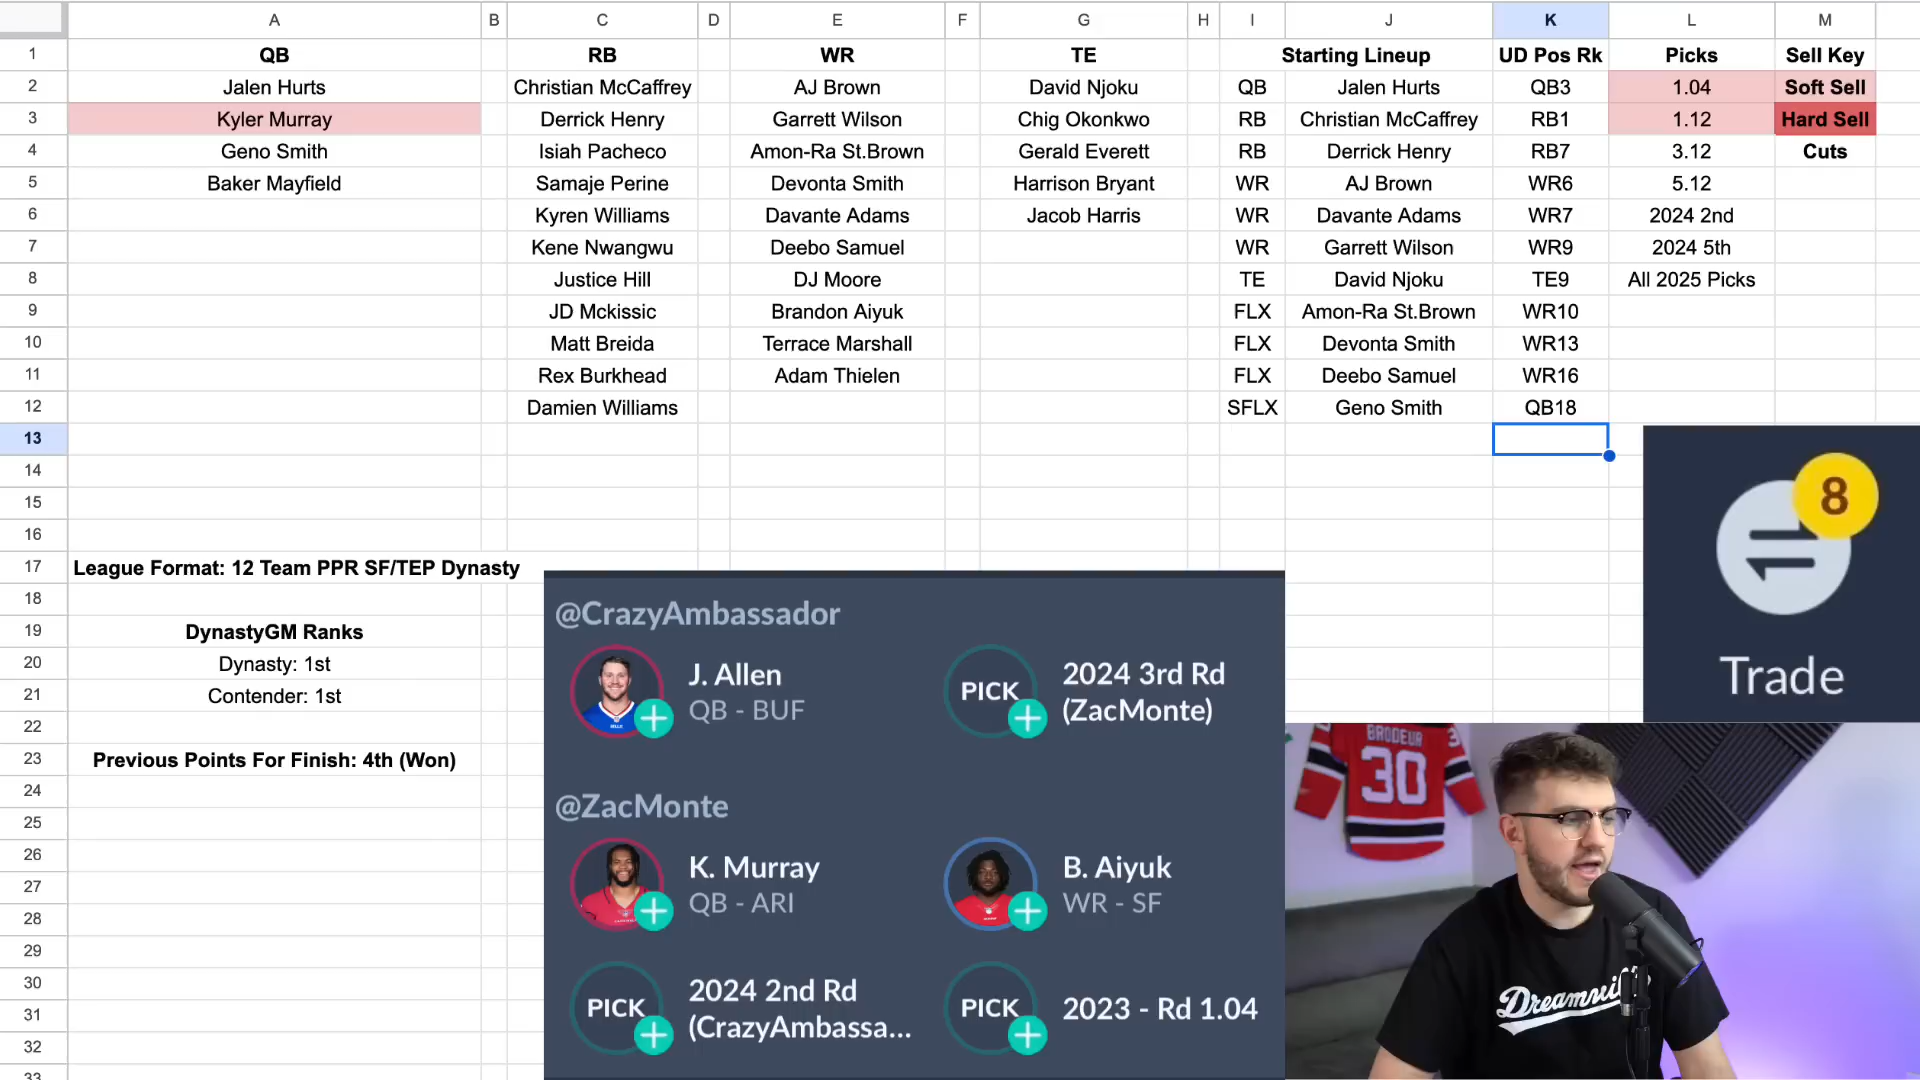 A B C D E F G H I J K L M
1 QB RB WR TE Starting Lineup UD Pos Rk Picks Sell Key
2 Jalen Hurts Christian McCaffrey AJ Brown David Njoku QB Jalen Hurts QB3 1.04 Soft Sell
3 Kyler Murray Derrick Henry Garrett Wilson Chig Okonkwo RB Christian McCaffrey RB1 1.12 Hard Sell
4 Geno Smith Isiah Pacheco Amon-Ra St.Brown Gerald Everett RB Derrick Henry RB7 3.12 Cuts
5 Baker Mayfield Samaje Perine Devonta Smith Harrison Bryant WR AJ Brown WR6 5.12
6 Kyren Williams Davante Adams Jacob Harris WR Davante Adams WR7 2024 2nd
7 Kene Nwangwu Deebo Samuel WR Garrett Wilson WR9 2024 5th
8 Justice Hill DJ Moore TE David Njoku TE9 All 2025 Picks
9 JD Mckissic Brandon Aiyuk FLX Amon-Ra St.Brown WR10
10 Matt Breida Terrace Marshall FLX Devonta Smith WR13
11 Rex Burkhead Adam Thielen FLX Deebo Samuel WR16
12 Damien Williams SFLX Geno Smith QB18
13
14
15
16
17 League Format: 12 Team PPR SF/TEP Dynasty
18
19 DynastyGM Ranks
20 Dynasty: 1st
21 Contender: 1st
22
23 Previous Points For Finish: 4th (Won)
24
25
26
27
28
29
30
31
32
33
@CrazyAmbassador
J. Allen
QB - BUF
PICK
2024 3rd Rd
(ZacMonte)
@ZacMonte
K. Murray
QB - ARI
B. Aiyuk
WR - SF
PICK
2024 2nd Rd
(CrazyAmbassa...
PICK
2023 - Rd 1.04
8
Trade
BRODEUR
30
3